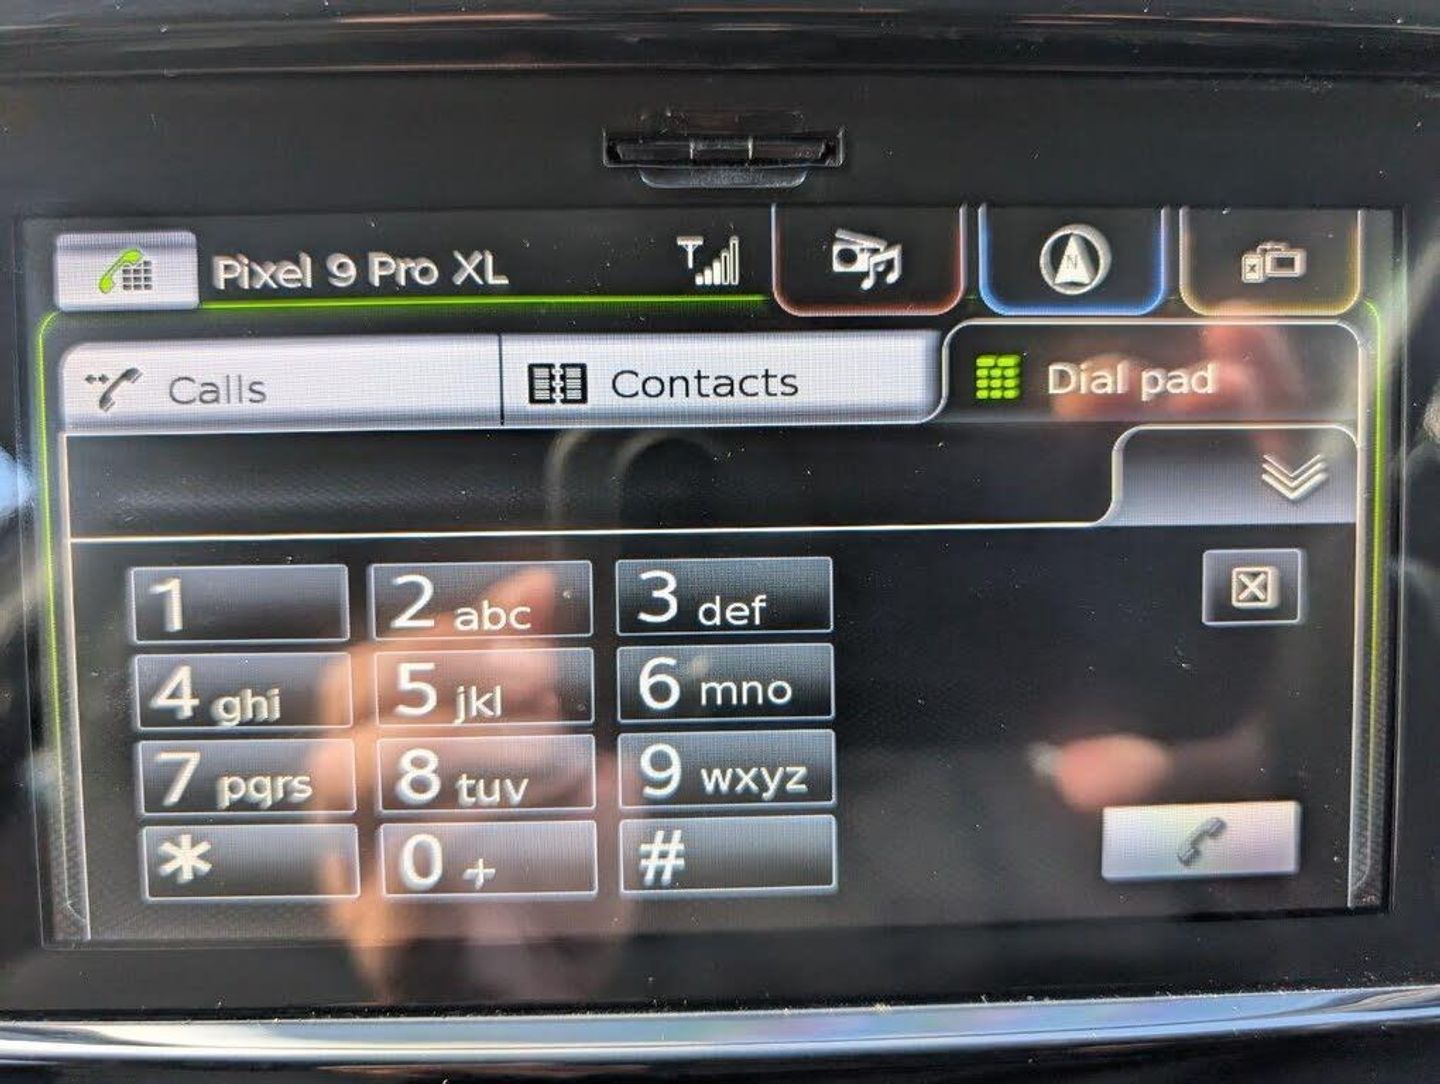 Pixel 9 Pro XL
N
Calls
Contacts
Dial pad
1
2 abc
3 def
4 ghi
5 jkl
6 mno
7 pqrs
8 tuv
9 wxyz
*
0 +
#